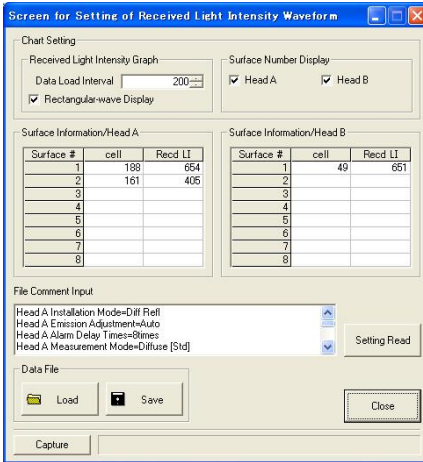 Screen for Setting of Received Light Intensity Waveform
Chart Setting
Received Light Intensity Graph
Data Load Interval 200
Rectangular-wave Display
Surface Number Display
Head A Head B
Surface Information/Head A
Surface # cell Recd LI
1 188 654
2 161 405
3
4
5
6
7
8
Surface Information/Head B
Surface # cell Recd LI
1 49 651
2
3
4
5
6
7
8
File Comment Input
Head A Installation Mode=Diff Refl
Head A Emission Adjustment=Auto
Head A Alarm Delay Times=8times
Head A Measurement Mode=Diffuse [Std]
Setting Read
Data File
Load Save
Close
Capture